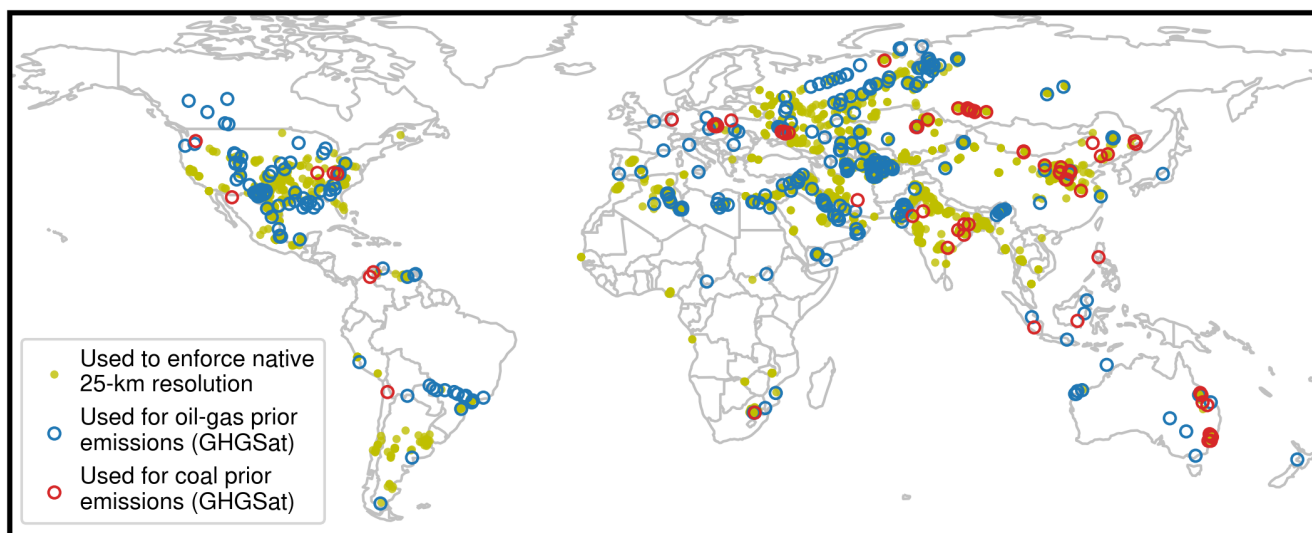 Used to enforce native
25-km resolution
Used for oil-gas prior
emissions (GHGSat)
Used for coal prior
emissions (GHGSat)